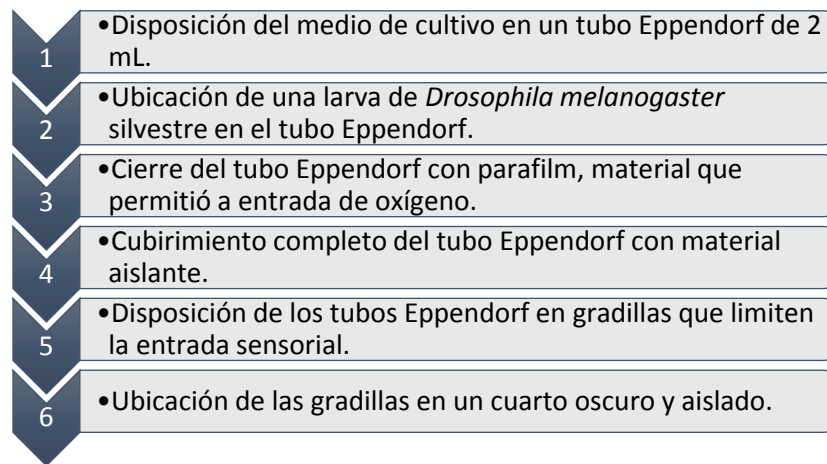 1
•Disposición del medio de cultivo en un tubo Eppendorf de 2
mL.
2
•Ubicación de una larva de Drosophila melanogaster
silvestre en el tubo Eppendorf.
3
•Cierre del tubo Eppendorf con parafilm, material que
permitió a entrada de oxígeno.
4
•Cubirimiento completo del tubo Eppendorf con material
aislante.
5
•Disposición de los tubos Eppendorf en gradillas que limiten
la entrada sensorial.
6
•Ubicación de las gradillas en un cuarto oscuro y aislado.